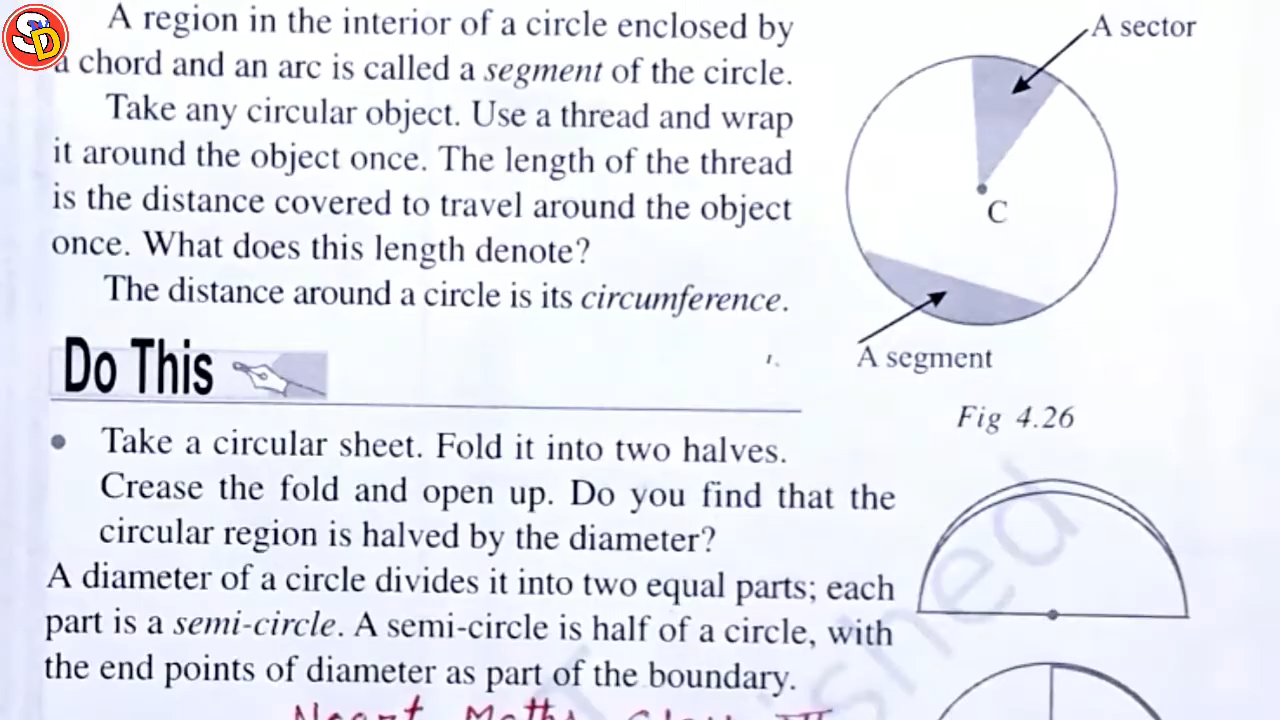 SD
A region in the interior of a circle enclosed by
a chord and an arc is called a segment of the circle.
Take any circular object. Use a thread and wrap
it around the object once. The length of the thread
is the distance covered to travel around the object
once. What does this length denote?
The distance around a circle is its circumference.
A sector
C
A segment
Fig 4.26
Do This
• Take a circular sheet. Fold it into two halves.
Crease the fold and open up. Do you find that the
circular region is halved by the diameter?
A diameter of a circle divides it into two equal parts; each
part is a semi-circle. A semi-circle is half of a circle, with
the end points of diameter as part of the boundary.
Maths